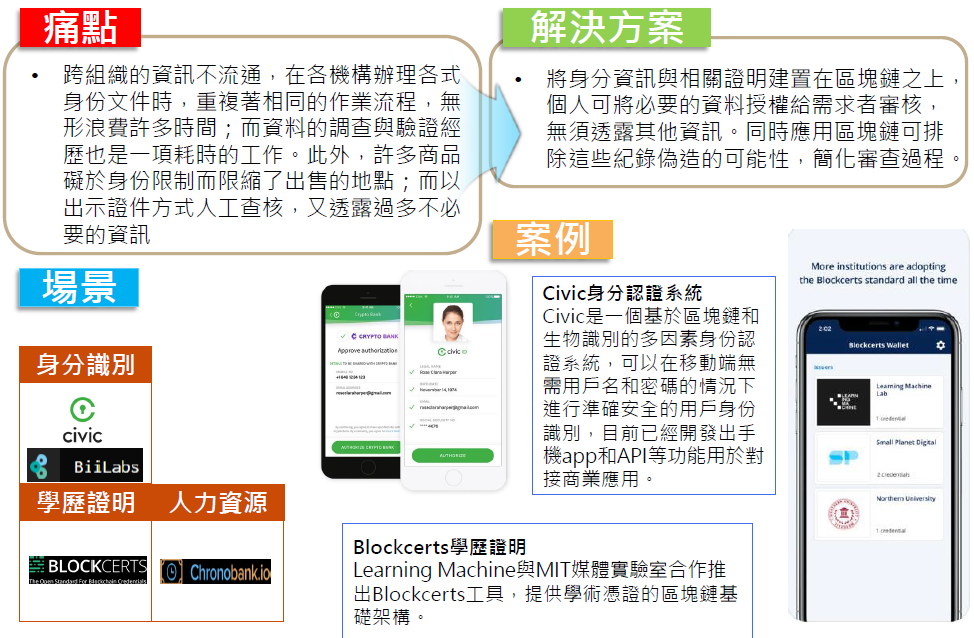 痛點
• 跨組織的資訊不流通，在各機構辦理各式
身份文件時，重複著相同的作業流程，無
形浪費許多時間；而資料的調查與驗證經
歷也是一項耗時的工作。此外，許多商品
礙於身份限制而限縮了出售的地點；而以
出示證件方式人工查核，又透露過多不必
要的資訊
解決方案
• 將身分資訊與相關證明建置在區塊鏈之上，
個人可將必要的資料授權給需求者審核，
無須透露其他資訊。同時應用區塊鏈可排
除這些紀錄偽造的可能性，簡化審查過程。
場景
身分識別
civic
BiiLabs
學歷證明
人力資源
BLOCKCERTS
The Open Standard For Blockchain Credentials
Chronobank.io
案例
Crypto Bank
CRYPTO BANK
Approve authorization
+1 648 1234 123
roseclaraharper@gmail.com
AUTHORIZE CRYPTO BANK
civic ID
LEGAL NAME
Rose Clara Harper
November 14, 1974
EMAIL
roseclaraharper@gmail.com
AUTHORIZE
Civic身分認證系統
Civic是一個基於區塊鏈和
生物識別的多因素身份認
證系統，可以在移動端無
需用戶名和密碼的情況下
進行準確安全的用戶身份
識別，目前已經開發出手
機app和API等功能用於對
接商業應用。
Blockcerts學歷證明
Learning Machine與MIT媒體實驗室合作推
出Blockcerts工具，提供學術憑證的區塊鏈基
礎架構。
More institutions are adopting
the Blockcerts standard all the time
2:02
Blockcerts Wallet
Issuers
LEARN
ING
MA
CHINE
Learning Machine
Lab
1 credential
SP
Small Planet Digital
2 credentials
Northern University
1 credential